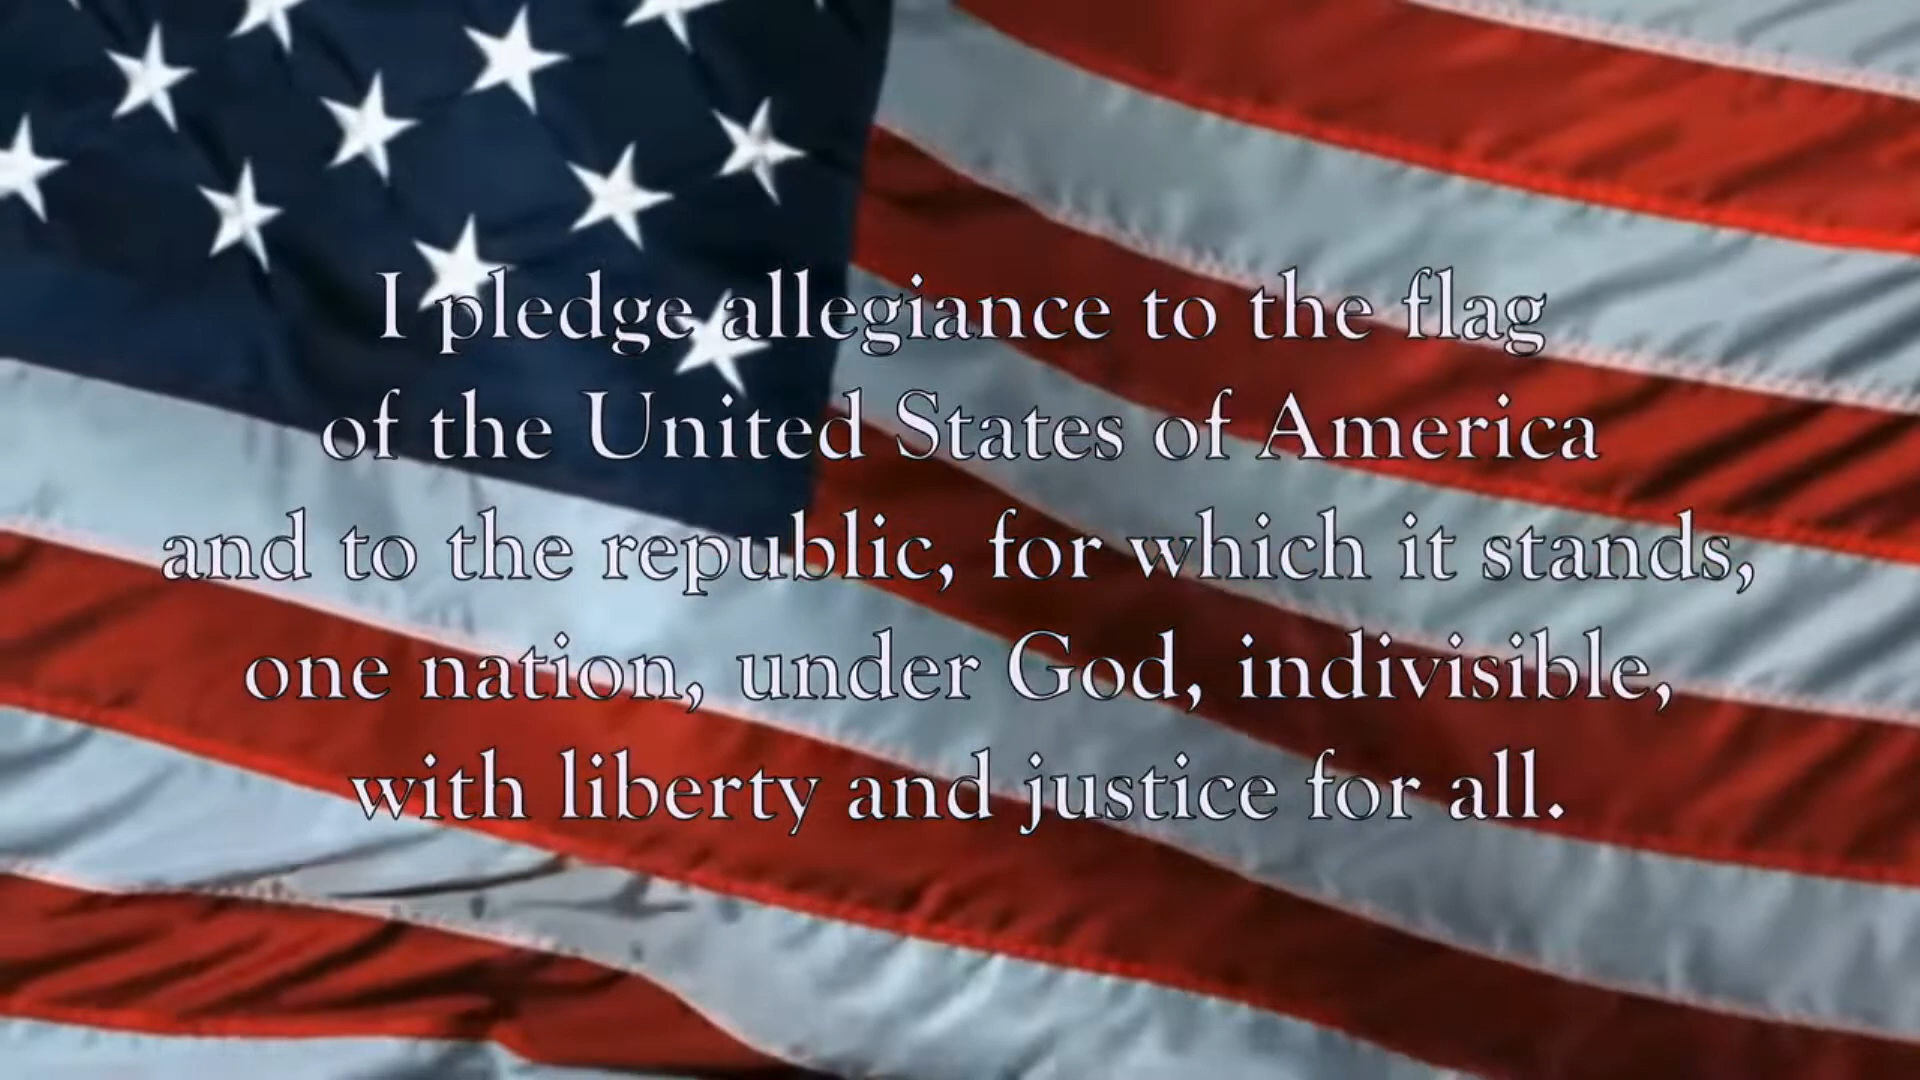 I pledge allegiance to the flag
of the United States of America
and to the republic, for which it stands,
one nation, under God, indivisible,
with liberty and justice for all.